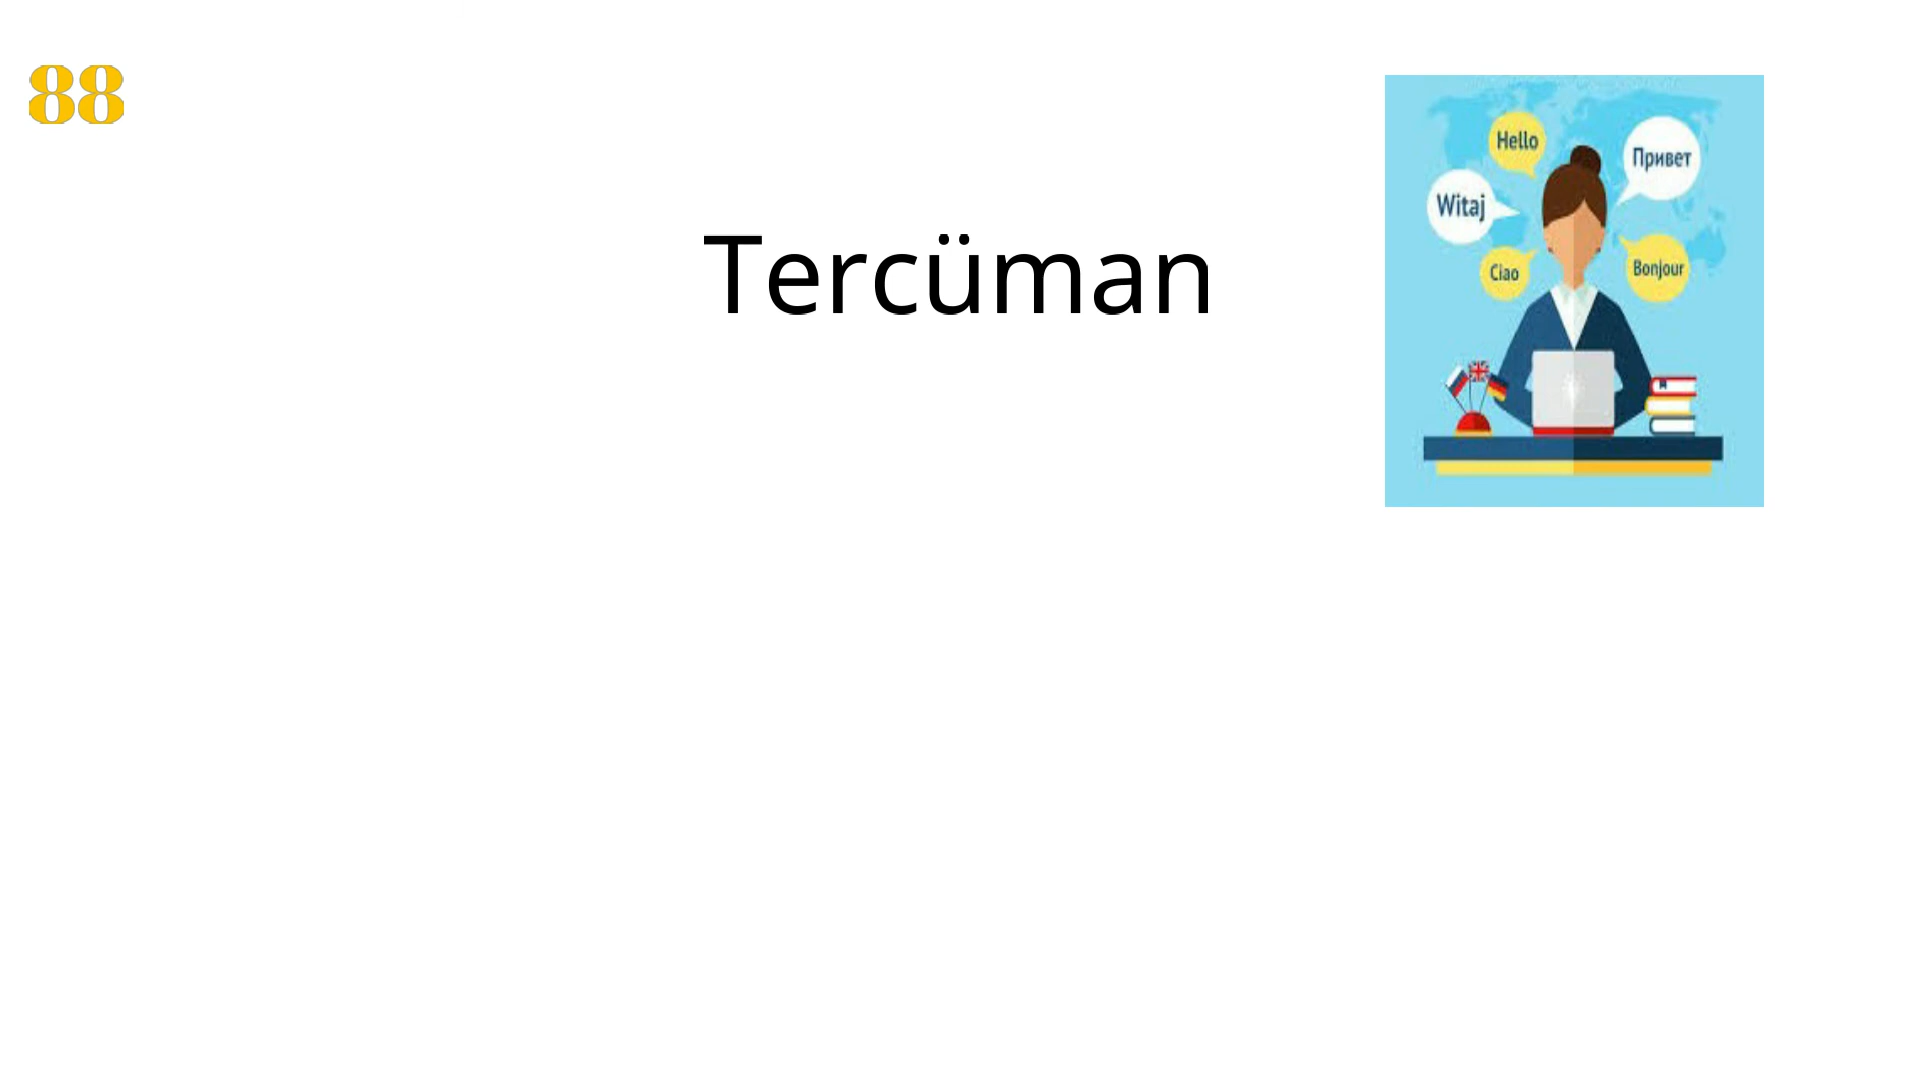 88
Tercüman
Hello
Привет
Witaj
Ciao
Bonjour